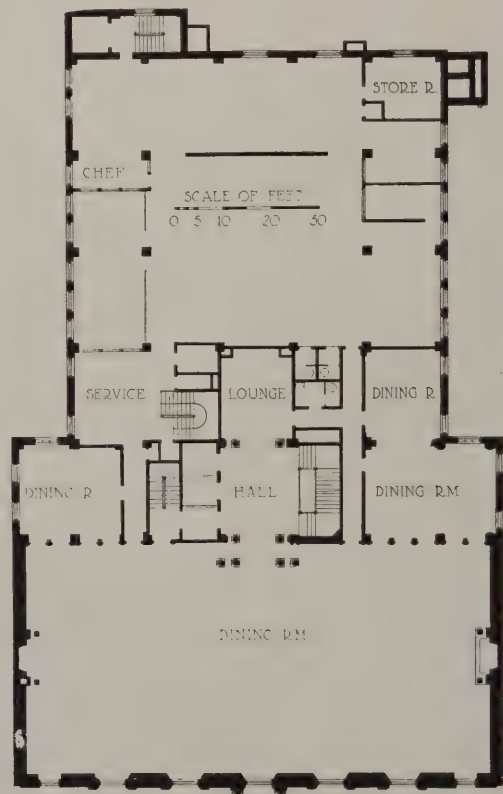 STORE R.
CHEF
SCALE OF FEET
0 5 10 20 30
SERVICE
LOUNGE
DINING R
DINING R
HALL
DINING RM
DINING RM